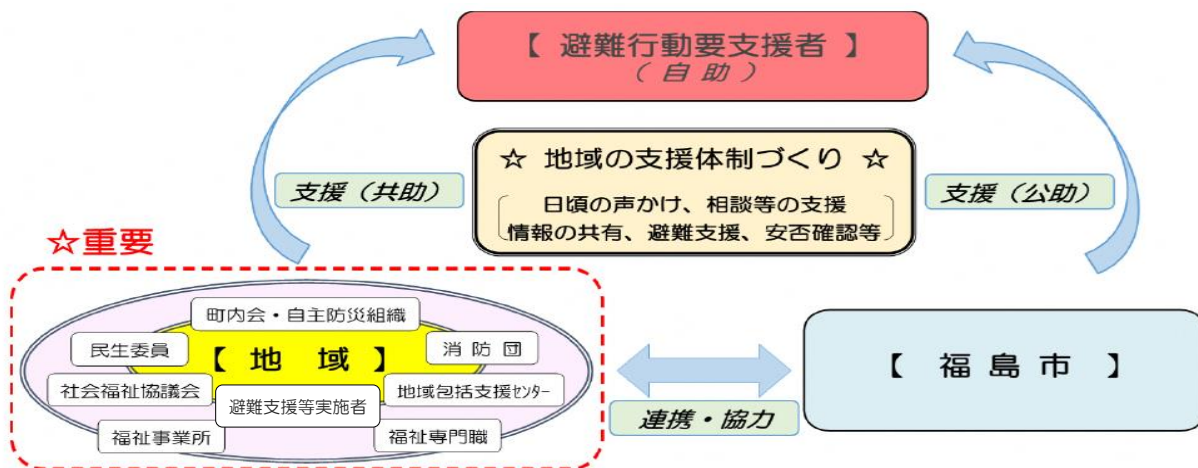 【 避難行動要支援者 】
（ 自 助 ）
☆ 地域の支援体制づくり ☆
日頃の声かけ、相談等の支援
情報の共有、避難支援、安否確認等
支援（共助）
支援（公助）
☆重要
町内会・自主防災組織
民生委員
【 地 域 】
消 防 団
社会福祉協議会
地域包括支援ｾﾝﾀｰ
避難支援等実施者
福祉事業所
福祉専門職
連携・協力
【 福 島 市 】